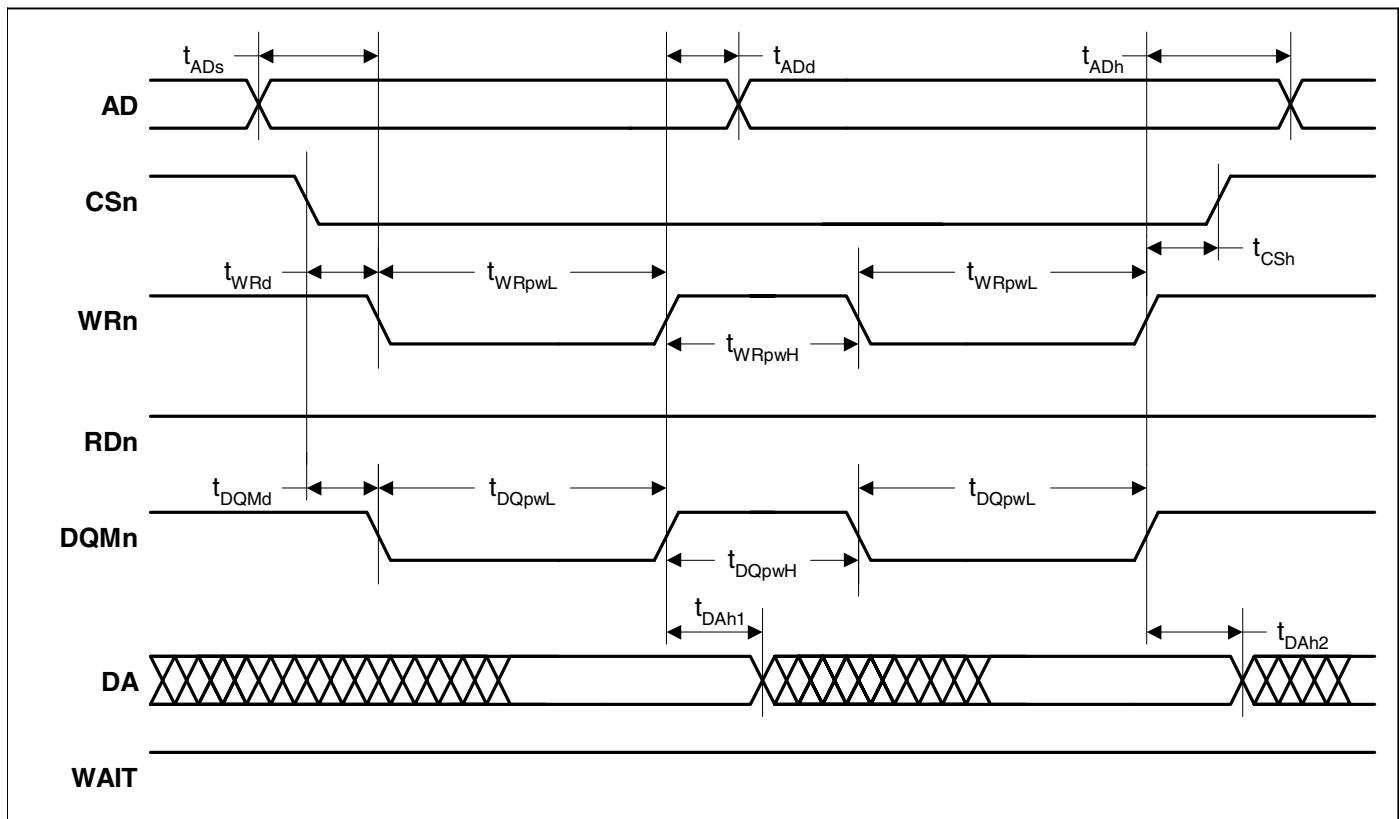 tADs
tADd
tADh
AD
CSn
tWRd
tWRpwL
tWRpwL
tCSh
WRn
tWRpwH
RDn
tDQMd
tDQpwL
tDQpwL
DQMn
tDQpwH
tDAh1
tDAh2
DA
WAIT